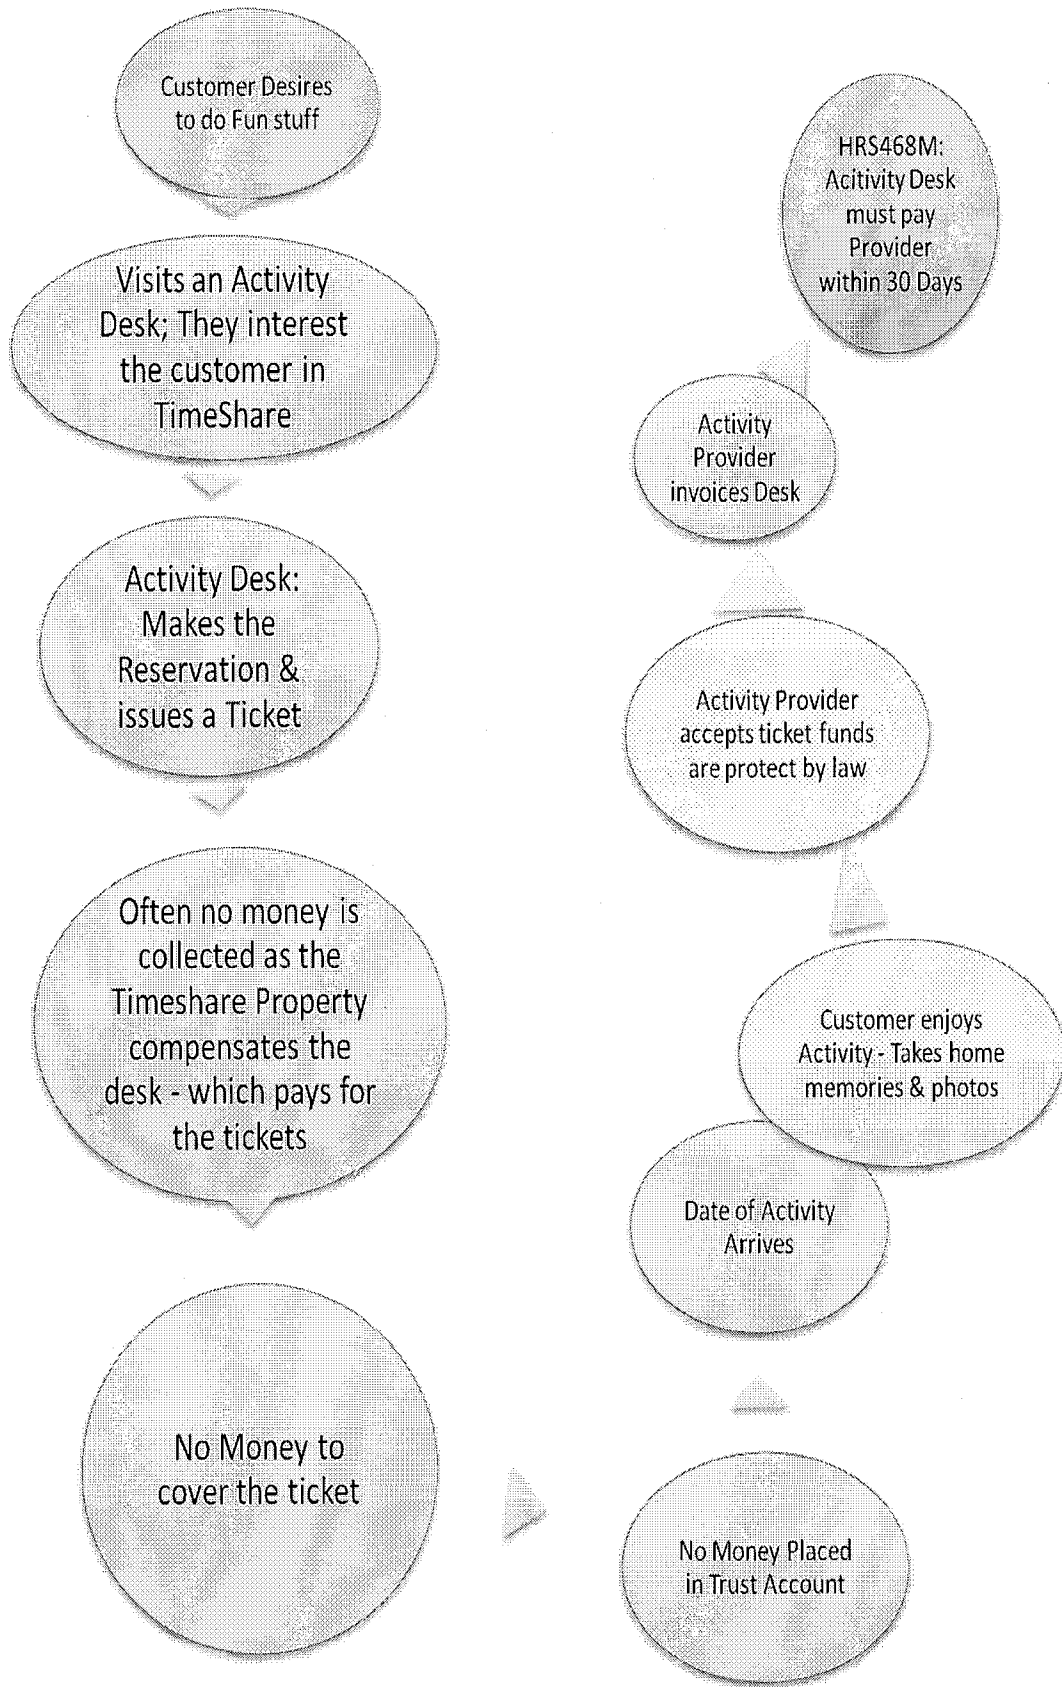 Customer Desires
to do Fun stuff
Visits an Activity
Desk; They interest
the customer in
TimeShare
Activity Desk:
Makes the
Reservation &
issues a Ticket
Often no money is
collected as the
Timeshare Property
compensates the
desk - which pays for
the tickets
No Money to
cover the ticket
No Money Placed
in Trust Account
Date of Activity
Arrives
Customer enjoys
Activity - Takes home
memories & photos
Activity Provider
accepts ticket funds
are protect by law
Activity
Provider
invoices Desk
HRS468M:
Acitivity Desk
must pay
Provider
within 30 Days